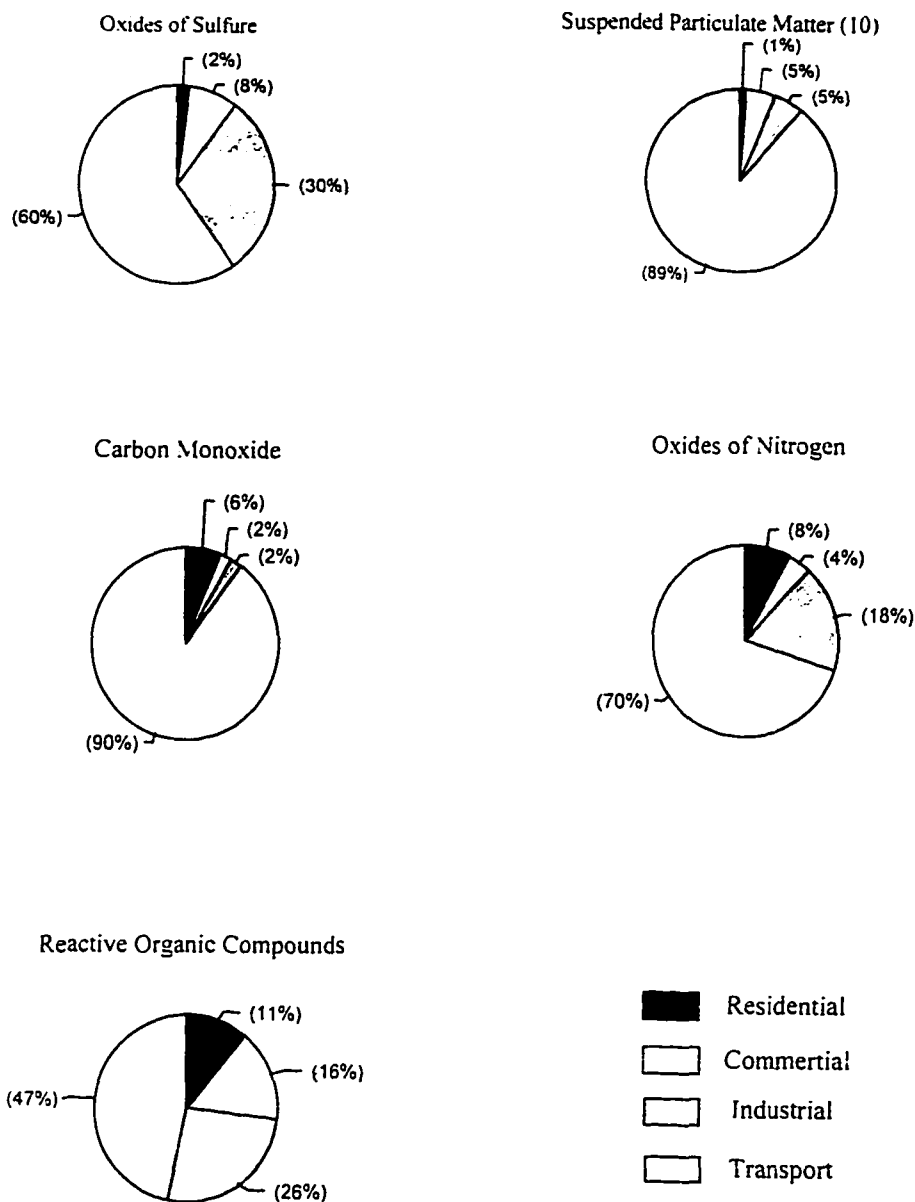 Oxides of Sulfure
(2%)
(8%)
(30%)
(60%)
Suspended Particulate Matter (10)
(1%)
(5%)
(5%)
(89%)
Carbon Monoxide
(6%)
(2%)
(2%)
(90%)
Oxides of Nitrogen
(8%)
(4%)
(18%)
(70%)
Reactive Organic Compounds
(11%)
(16%)
(47%)
(26%)
Residential
Commertial
Industrial
Transport